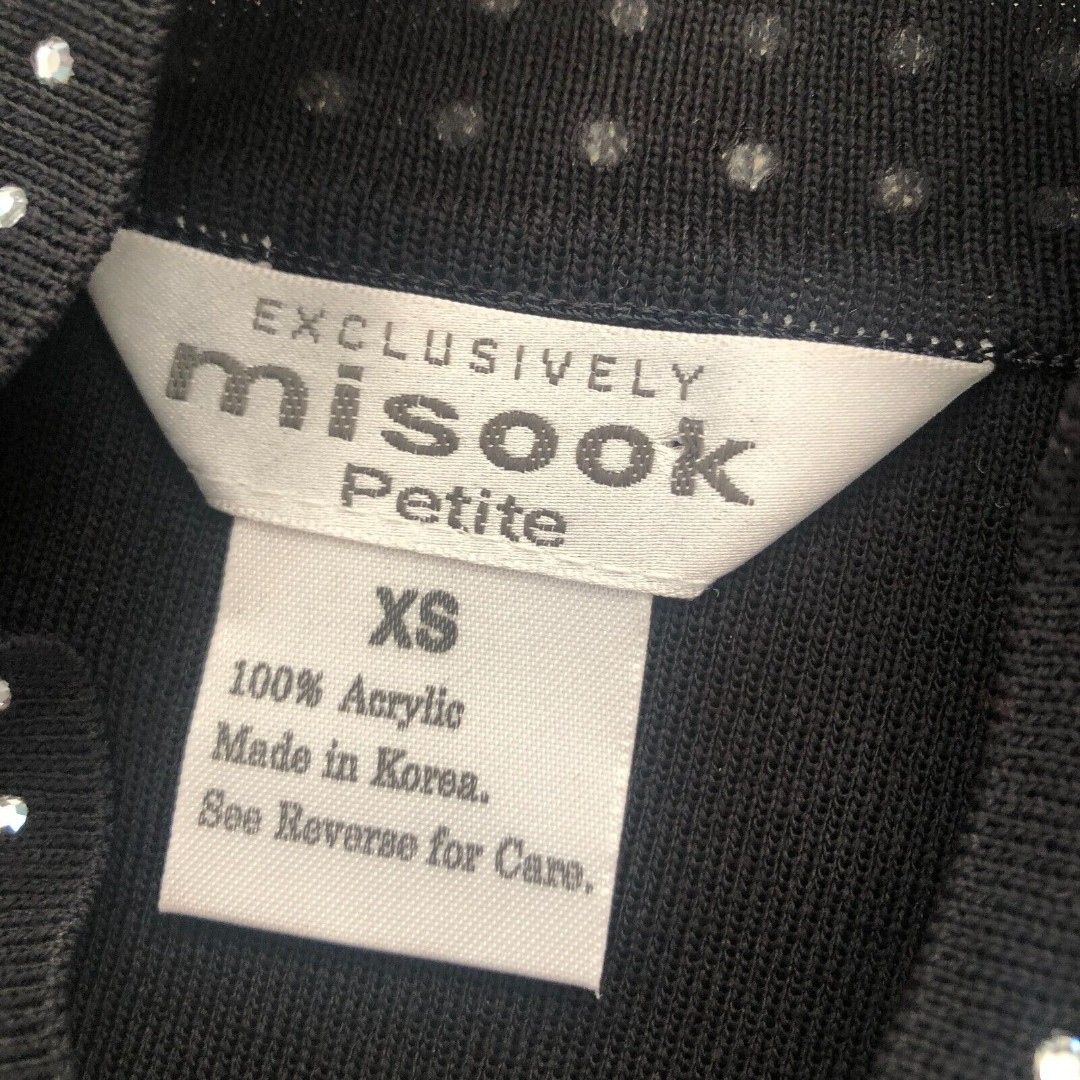 EXCLUSIVELY
misook
Petite
XS
100% Acrylic
Made in Korea.
See Reverse for Care.